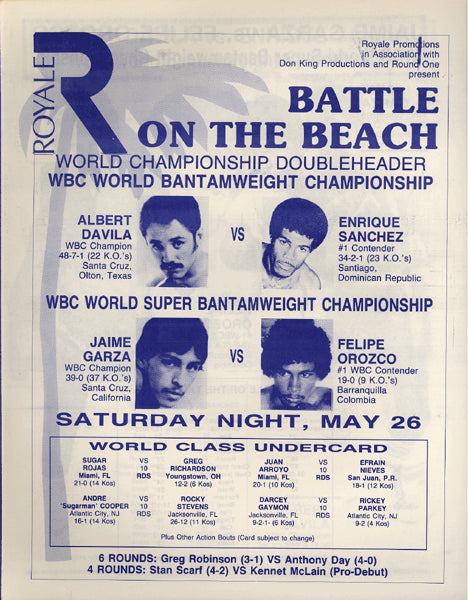 ROYALE
R
Royale Promotions
in Association with
Don King Productions and Round One
present
BATTLE
ON THE BEACH
WORLD CHAMPIONSHIP DOUBLEHEADER
WBC WORLD BANTAMWEIGHT CHAMPIONSHIP
ALBERT
DAVILA
WBC Champion
48-7-1 (22 K.O.'s)
Santa Cruz,
Olton, Texas
VS
ENRIQUE
SANCHEZ
#1 Contender
34-2-1 (23 K.O.'s)
Santiago,
Dominican Republic
WBC WORLD SUPER BANTAMWEIGHT CHAMPIONSHIP
JAIME
GARZA
WBC Champion
39-0 (37 K.O.'s)
Santa Cruz,
California
VS
FELIPE
OROZCO
#1 WBC Contender
19-0 (9 K.O.'s)
Barranquilla
Colombia
SATURDAY NIGHT, MAY 26
WORLD CLASS UNDERCARD
SUGAR VS GREG
ROJAS 10 RICHARDSON
Miami, FL RDS Youngstown, OH
21-0 (14 Kos) 12-2 (6 Kos)
JUAN VS EFRAIN
ARROYO 10 NIEVES
Miami, FL RDS San Juan, P.R.
20-1 (10 Kos) 18-1 (12 Kos)
ANDRE VS ROCKY
'Sugarman' COOPER 10 STEVENS
Atlantic City, NJ RDS Jacksonville, FL
16-1 (14 Kos) 26-12 (11 Kos)
DARCEY VS RICKEY
GAYMON 10 PARKEY
Jacksonville, FL RDS Atlantic City, NJ
9-2-1- (6 Kos) 9-2 (4 Kos)
Plus Other Action Bouts (Card subject to change)
6 ROUNDS: Greg Robinson (3-1) VS Anthony Day (4-0)
4 ROUNDS: Stan Scarf (4-2) VS Kennet McLain (Pro-Debut)